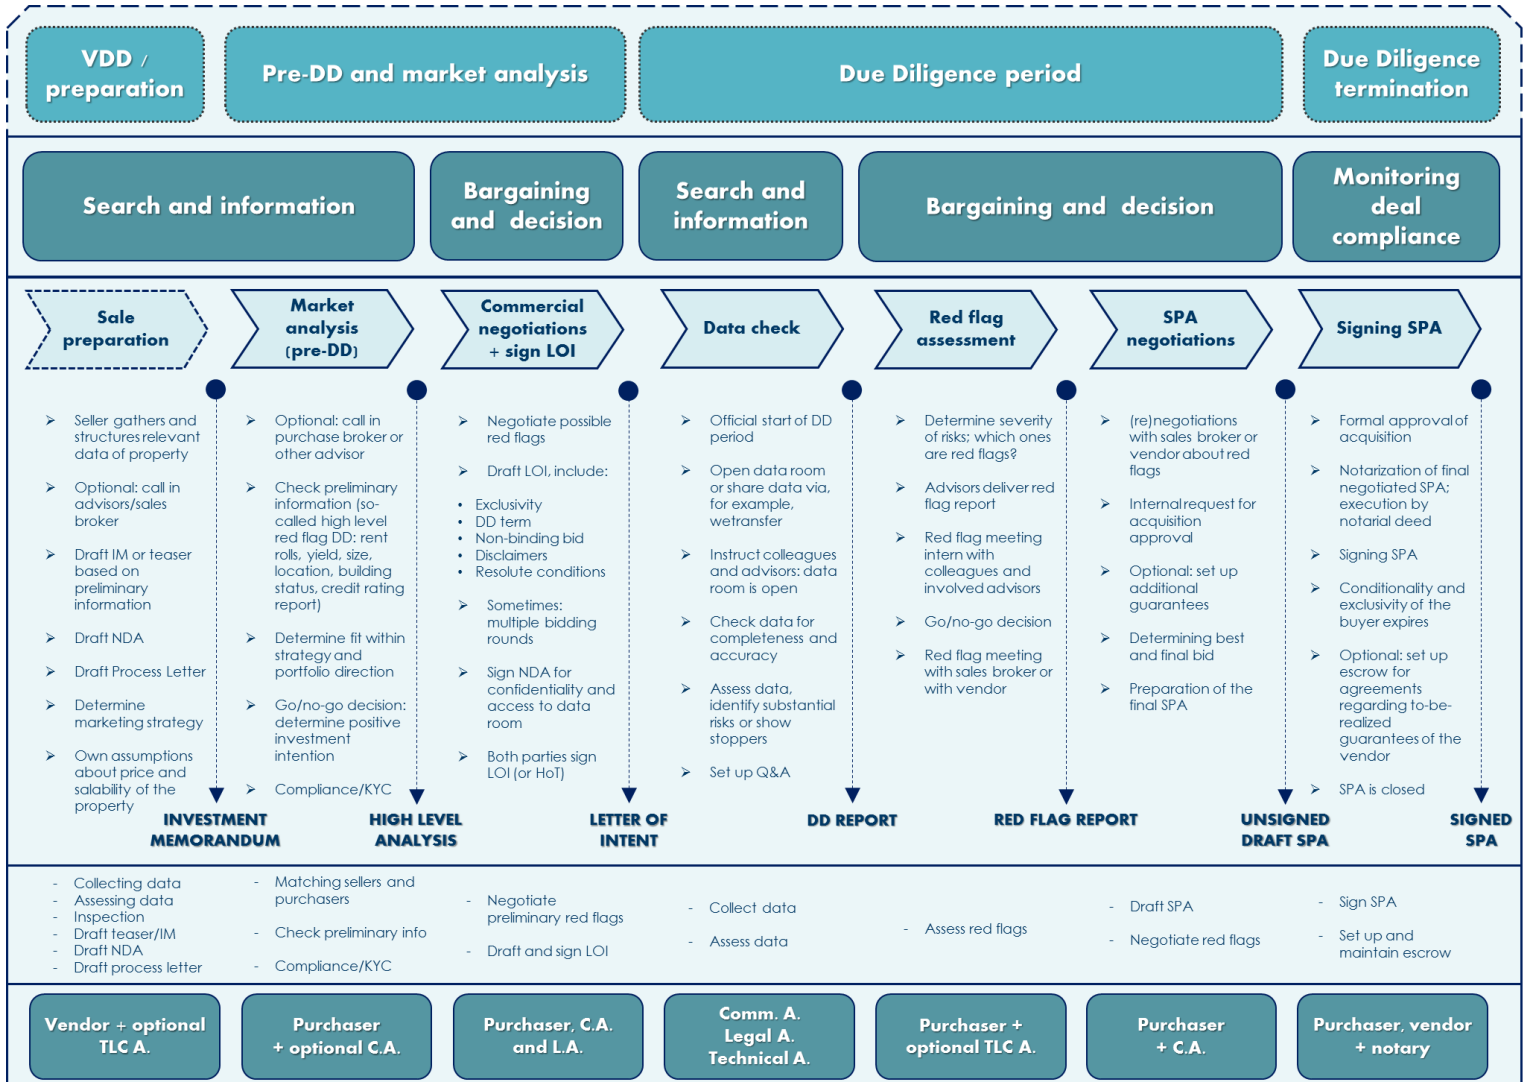 VDD /
preparation
Pre-DD and market analysis
Due Diligence period
Due Diligence
termination
Search and information
Bargaining
and decision
Search and
information
Bargaining and decision
Monitoring
deal
compliance
Sale
preparation
Market
analysis
(pre-DD)
Commercial
negotiations
+ sign LOI
Data check
Red flag
assessment
SPA
negotiations
Signing SPA
➢ Seller gathers and
structures relevant
data of property
➢ Optional: call in
advisors/sales
broker
➢ Draft IM or teaser
based on
preliminary
information
➢ Draft NDA
➢ Draft Process Letter
➢ Determine
marketing strategy
➢ Own assumptions
about price and
salability of the
property
INVESTMENT
MEMORANDUM
➢ Optional: call in
purchase broker or
other advisor
➢ Check preliminary
information (so-
called high level
red flag DD: rent
rolls, yield, size,
location, building
status, credit rating
report)
➢ Determine fit within
strategy and
portfolio direction
➢ Go/no-go decision:
determine positive
investment
intention
➢ Compliance/KYC
HIGH LEVEL
ANALYSIS
➢ Negotiate possible
red flags
➢ Draft LOI, include:
• Exclusivity
• DD term
• Non-binding bid
• Disclaimers
• Resolute conditions
➢ Sometimes:
multiple bidding
rounds
➢ Sign NDA for
confidentiality and
access to data
room
➢ Both parties sign
LOI (or HoT)
LETTER OF
INTENT
➢ Official start of DD
period
➢ Open data room
or share data via,
for example,
wetransfer
➢ Instruct colleagues
and advisors: data
room is open
➢ Check data for
completeness and
accuracy
➢ Assess data,
identify substantial
risks or show
stoppers
➢ Set up Q&A
DD REPORT
➢ Determine severity
of risks; which ones
are red flags?
➢ Advisors deliver red
flag report
➢ Red flag meeting
intern with
colleagues and
involved advisors
➢ Go/no-go decision
➢ Red flag meeting
with sales broker or
with vendor
RED FLAG REPORT
➢ (re)negotiations
with sales broker or
vendor about red
flags
➢ Internal request for
acquisition
approval
➢ Optional: set up
additional
guarantees
➢ Determining best
and final bid
➢ Preparation of the
final SPA
UNSIGNED
DRAFT SPA
➢ Formal approval of
acquisition
➢ Notarization of final
negotiated SPA;
execution by
notarial deed
➢ Signing SPA
➢ Conditionality and
exclusivity of the
buyer expires
➢ Optional: set up
escrow for
agreements
regarding to-be-
realized
guarantees of the
vendor
➢ SPA is closed
SIGNED
SPA
- Collecting data
- Assessing data
- Inspection
- Draft teaser/IM
- Draft NDA
- Draft process letter
- Matching sellers and
purchasers
- Check preliminary info
- Compliance/KYC
- Negotiate
preliminary red flags
- Draft and sign LOI
- Collect data
- Assess data
- Assess red flags
- Draft SPA
- Negotiate red flags
- Sign SPA
- Set up and
maintain escrow
Vendor + optional
TLC A.
Purchaser
+ optional C.A.
Purchaser, C.A.
and L.A.
Comm. A.
Legal A.
Technical A.
Purchaser +
optional TLC A.
Purchaser
+ C.A.
Purchaser, vendor
+ notary